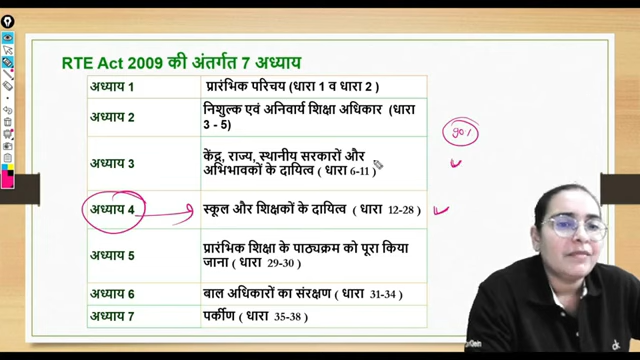 RTE Act 2009 की अंतर्गत 7 अध्याय
अध्याय 1 प्रारंभिक परिचय (धारा 1 व धारा 2 )
अध्याय 2 निशुल्क एवं अनिवार्य शिक्षा अधिकार (धारा
3 - 5)
अध्याय 3 केंद्र, राज्य, स्थानीय सरकारों और
अभिभावकों के दायित्व ( धारा 6-11 )
90%
अध्याय 4 स्कूल और शिक्षकों के दायित्व ( धारा 12-28 )
अध्याय 5 प्रारंभिक शिक्षा के पाठ्यक्रम को पूरा किया
जाना ( धारा 29-30 )
अध्याय 6 बाल अधिकारों का संरक्षण ( धारा 31-34 )
अध्याय 7 पर्कीण ( धारा 35-38 )